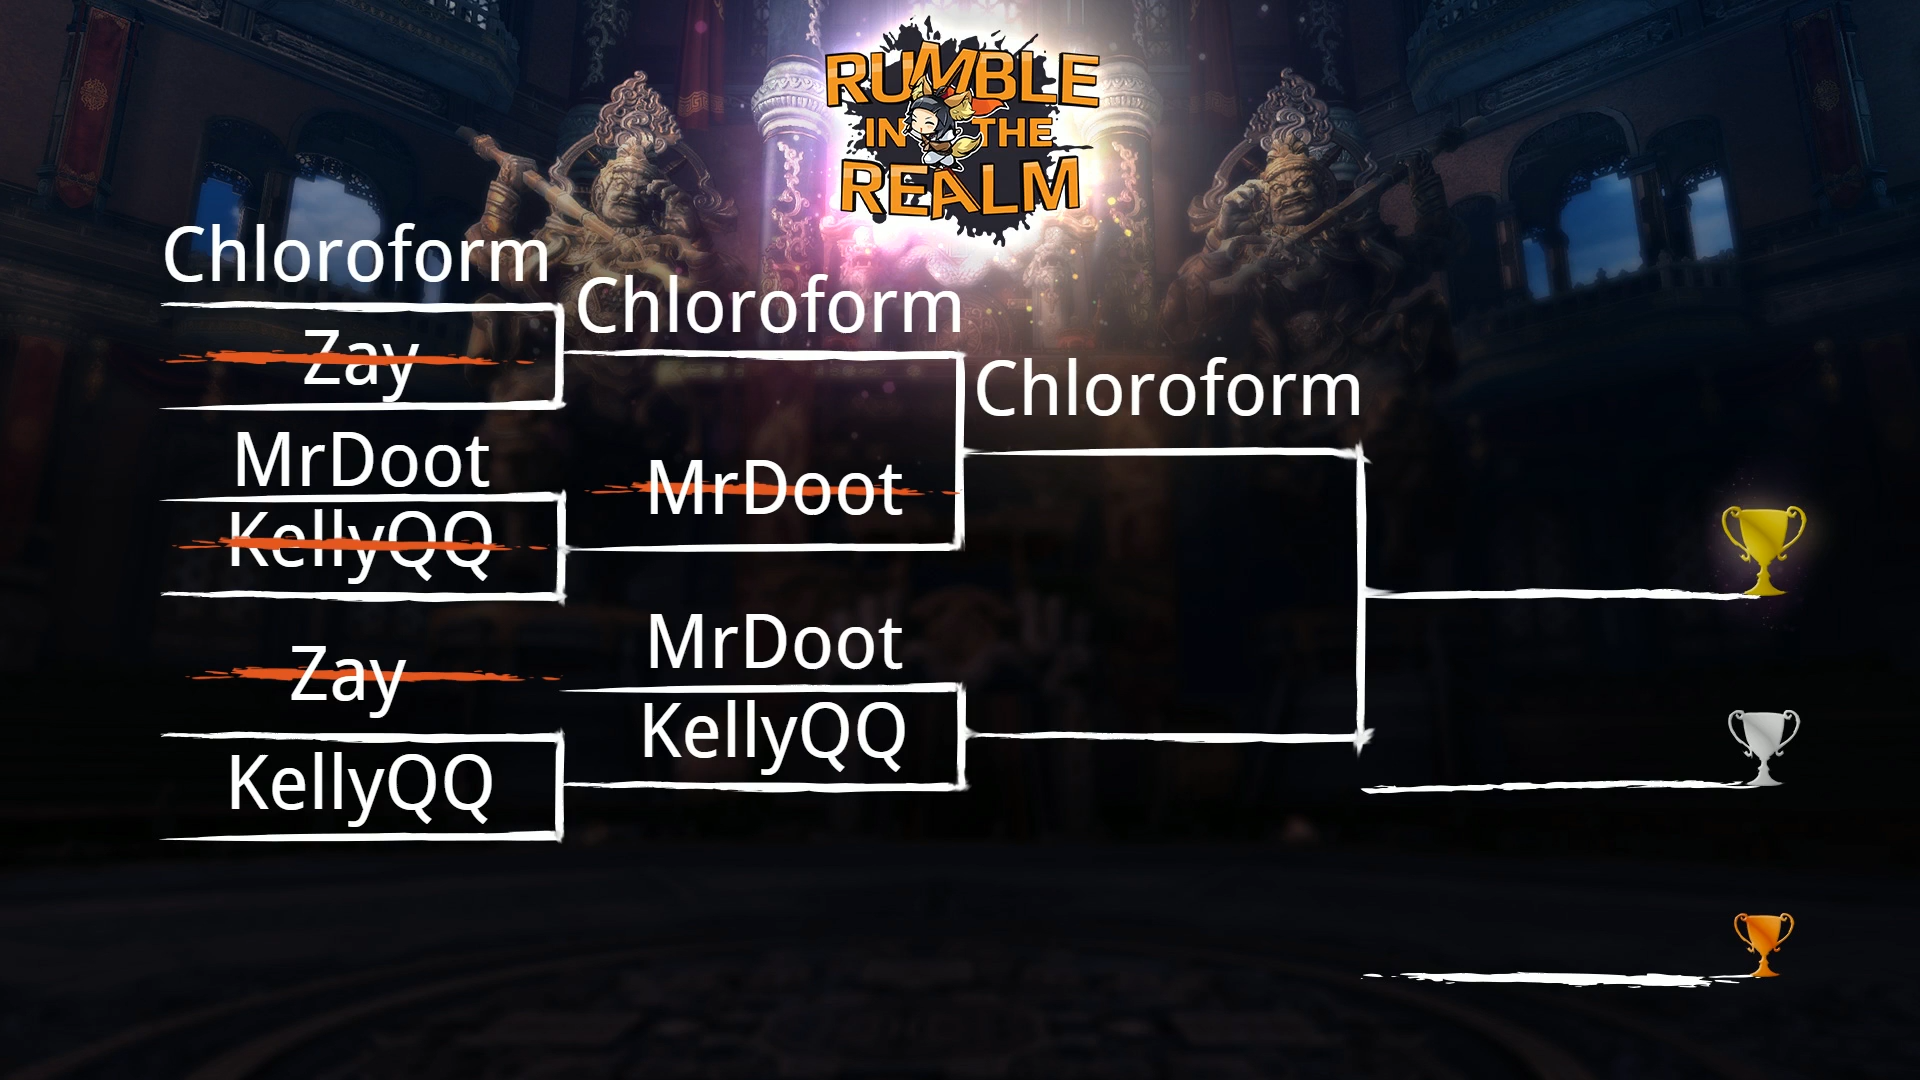 RUMBLE
IN THE
REALM
Chloroform
Zay
MrDoot
KellyQQ
Zay
KellyQQ
Chloroform
MrDoot
MrDoot
KellyQQ
Chloroform